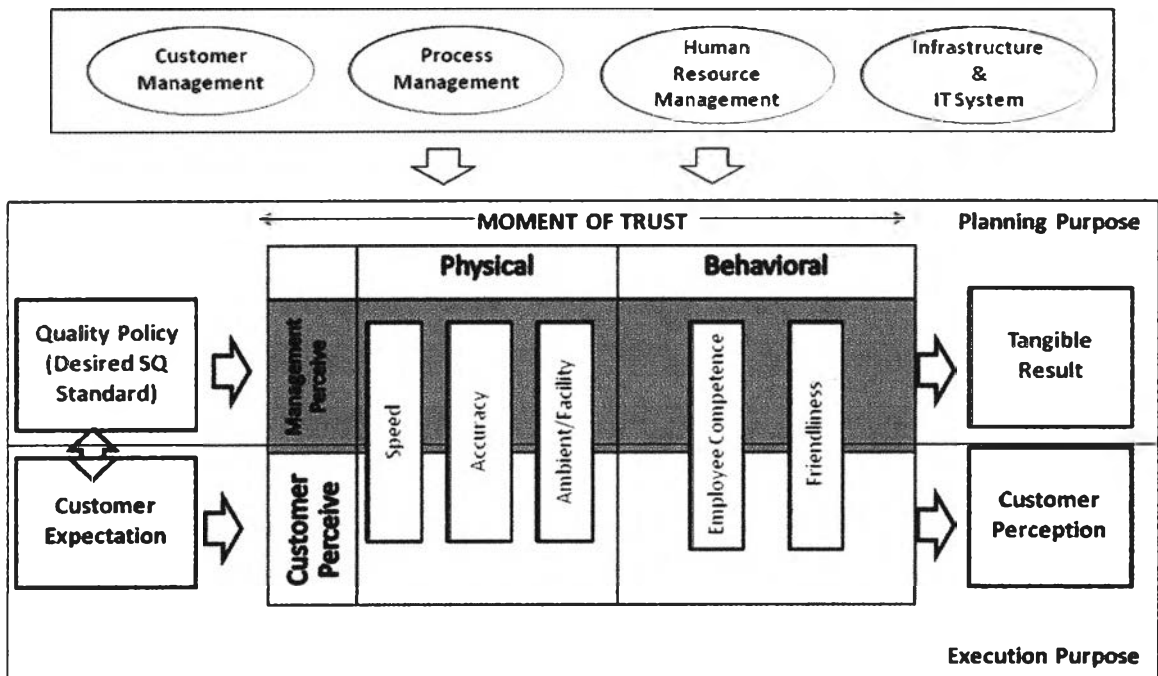 Customer
Management
Process
Management
Human
Resource
Management
Infrastructure
&
IT System
MOMENT OF TRUST
Planning Purpose
Physical
Behavioral
Quality Policy
(Desired SQ
Standard)
Management
Perceive
Speed
Accuracy
Ambient/Facility
Employee Competence
Friendliness
Tangible
Result
Customer
Expectation
Customer
Perceive
Customer
Perception
Execution Purpose